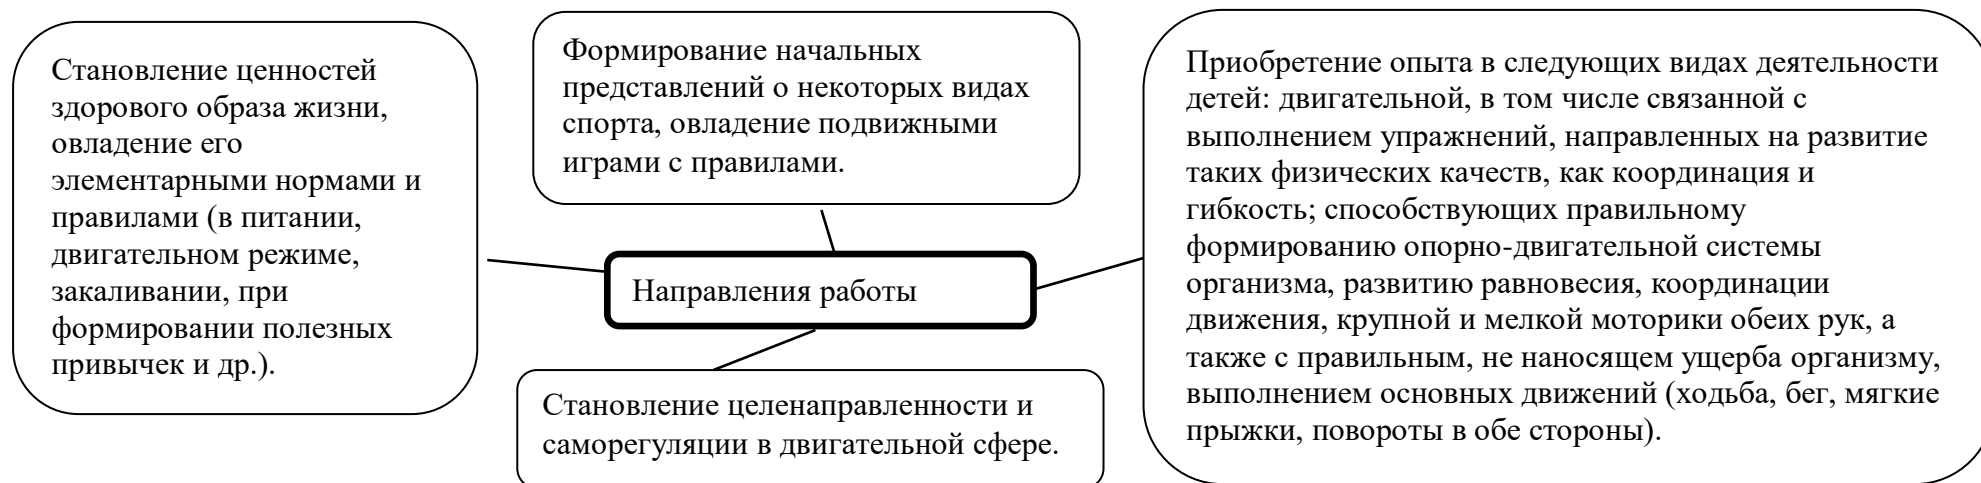 Становление ценностей
здорового образа жизни,
овладение его
элементарными нормами и
правилами (в питании,
двигательном режиме,
закаливании, при
формировании полезных
привычек и др.).
Формирование начальных
представлений о некоторых видах
спорта, овладение подвижными
играми с правилами.
Приобретение опыта в следующих видах деятельности
детей: двигательной, в том числе связанной с
выполнением упражнений, направленных на развитие
таких физических качеств, как координация и
гибкость; способствующих правильному
формированию опорно-двигательной системы
организма, развитию равновесия, координации
движения, крупной и мелкой моторики обеих рук, а
также с правильным, не наносящем ущерба организму,
выполнением основных движений (ходьба, бег, мягкие
прыжки, повороты в обе стороны).
Направления работы
Становление целенаправленности и
саморегуляции в двигательной сфере.